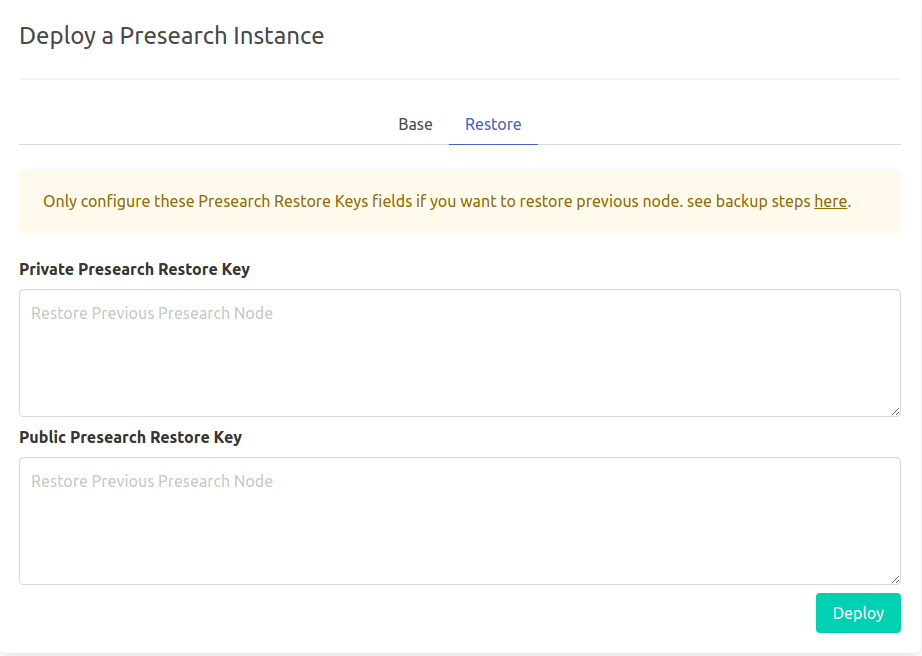 Deploy a Presearch Instance
Base
Restore
Only configure these Presearch Restore Keys fields if you want to restore previous node. see backup steps here.
Private Presearch Restore Key
Restore Previous Presearch Node
Public Presearch Restore Key
Restore Previous Presearch Node
Deploy